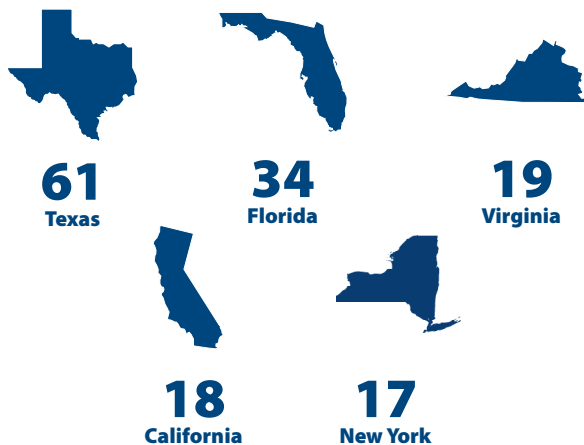 61
Texas
34
Florida
19
Virginia
18
California
17
New York